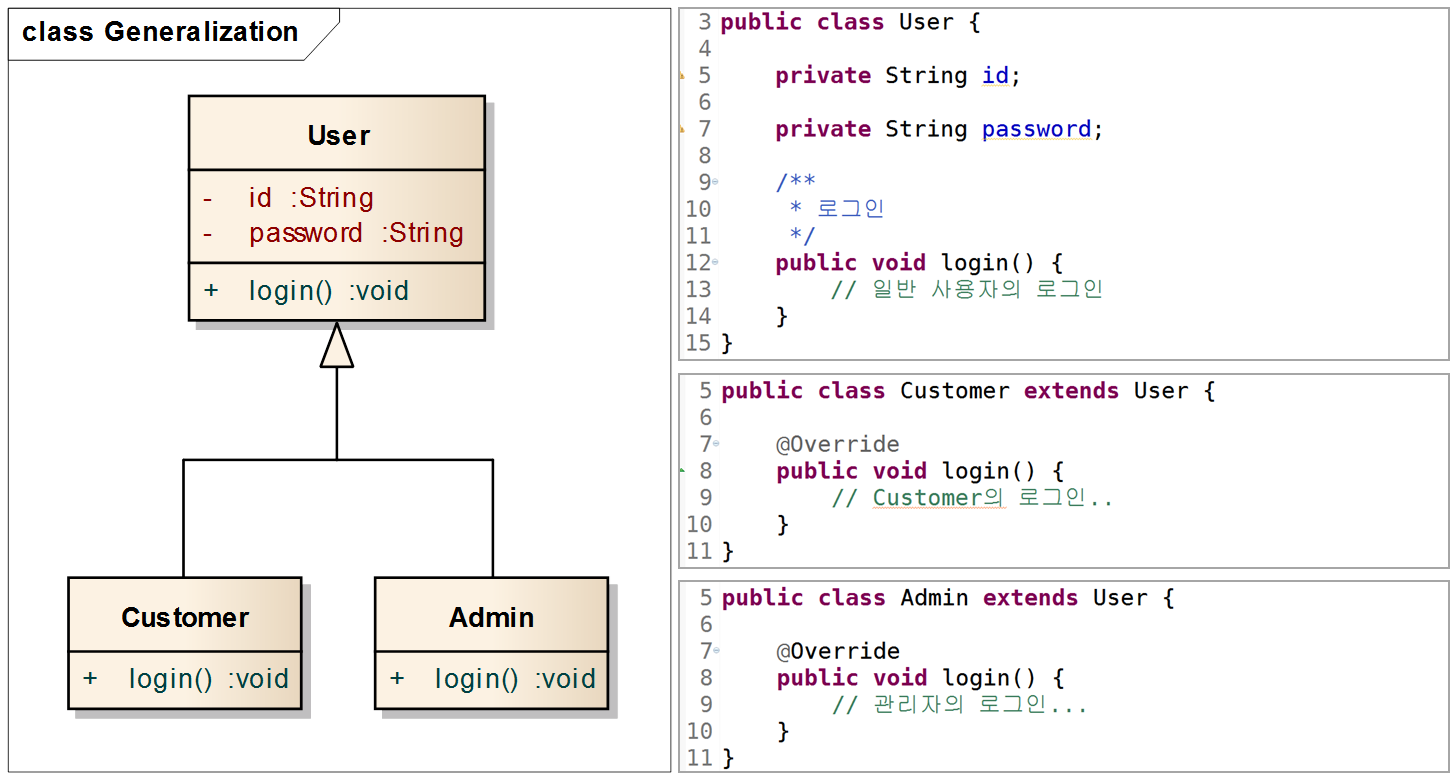 class Generalization
User
- id :String
- password :String
+ login() :void
Customer
+ login() :void
Admin
+ login() :void
3 public class User {
4
5 private String id;
6
7 private String password;
8
9 /**
10 * 로그인
11 */
12 public void login() {
13 // 일반 사용자의 로그인
14 }
15 }
5 public class Customer extends User {
6
7 @Override
8 public void login() {
9 // Customer의 로그인..
10 }
11 }
5 public class Admin extends User {
6
7 @Override
8 public void login() {
9 // 관리자의 로그인...
10 }
11 }